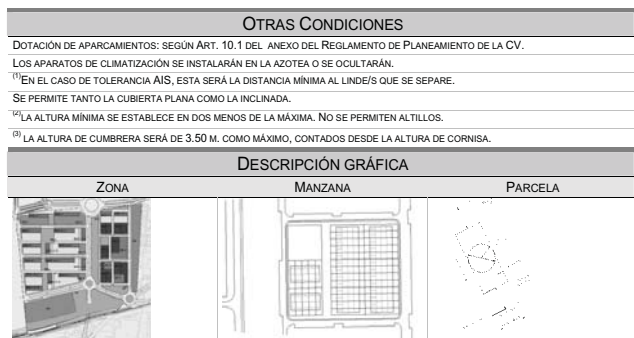 OTRAS CONDICIONES
DOTACIÓN DE APARCAMIENTOS: SEGÚN ART. 10.1 DEL ANEXO DEL REGLAMENTO DE PLANEAMIENTO DE LA CV.
LOS APARATOS DE CLIMATIZACIÓN SE INSTALARÁN EN LA AZOTEA O SE OCULTARÁN.
(1)EN EL CASO DE TOLERANCIA AIS, ESTA SERÁ LA DISTANCIA MÍNIMA AL LINDE/S QUE SE SEPARE.
SE PERMITE TANTO LA CUBIERTA PLANA COMO LA INCLINADA.
(2)LA ALTURA MÍNIMA SE ESTABLECE EN DOS MENOS DE LA MÁXIMA. NO SE PERMITEN ALTILLOS.
(3) LA ALTURA DE CUMBRERA SERÁ DE 3.50 M. COMO MÁXIMO, CONTADOS DESDE LA ALTURA DE CORNISA.
DESCRIPCIÓN GRÁFICA
ZONA MANZANA PARCELA